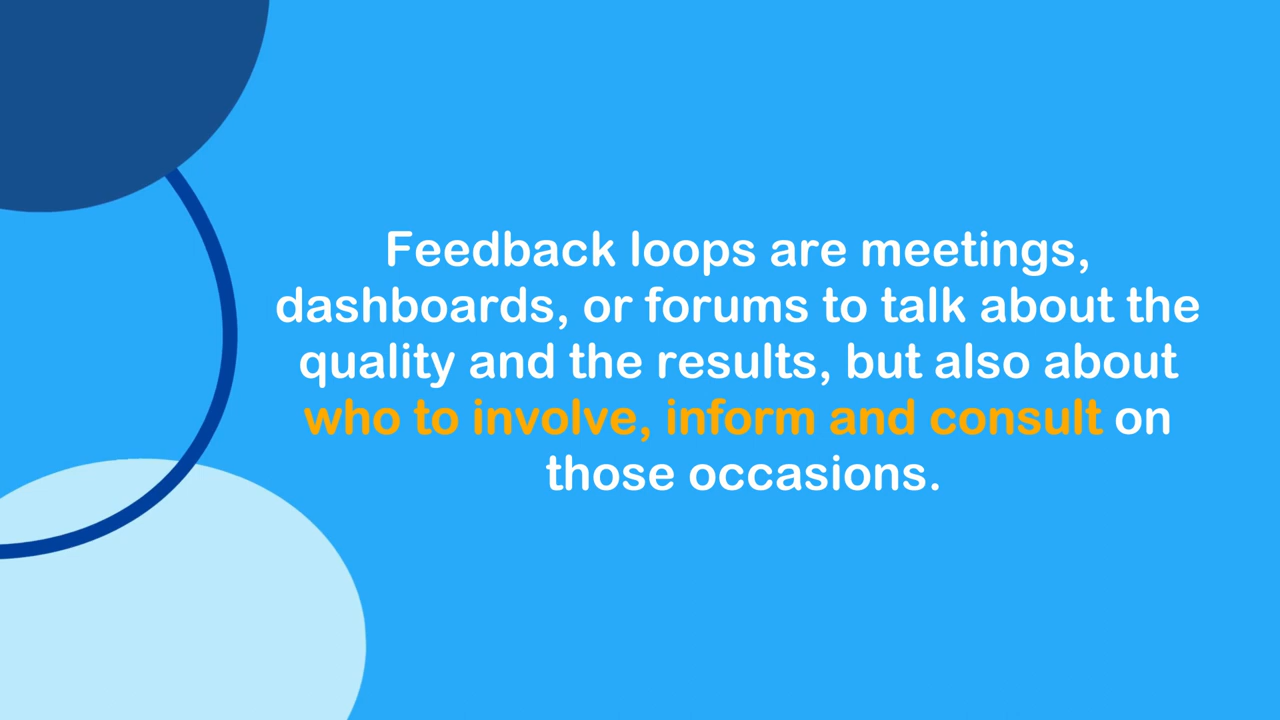 Feedback loops are meetings,
dashboards, or forums to talk about the
quality and the results, but also about
who to involve, inform and consult on
those occasions.